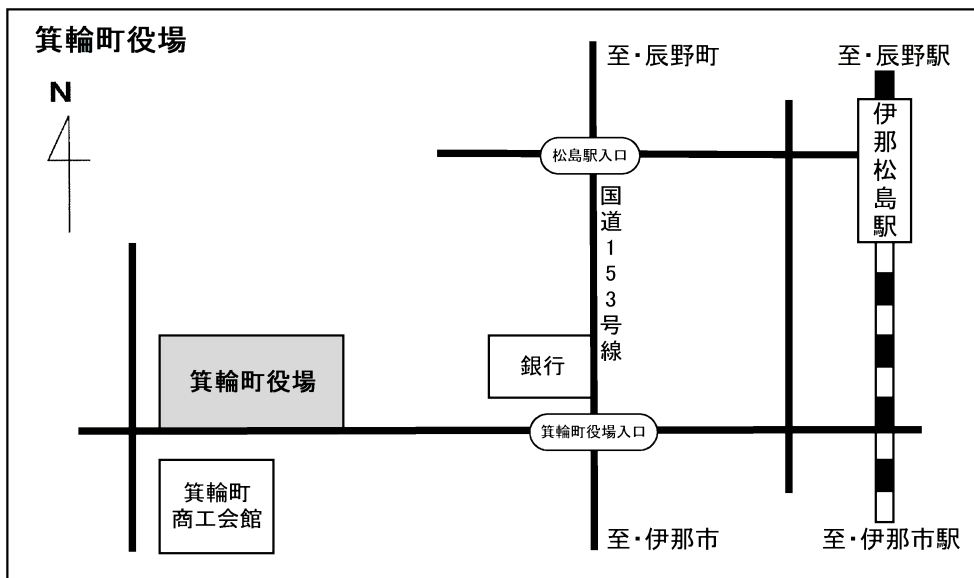 箕輪町役場
N
至・辰野町
至・辰野駅
伊那松島駅
松島駅入口
国道153号線
銀行
箕輪町役場
箕輪町役場入口
箕輪町
商工会館
至・伊那市
至・伊那市駅